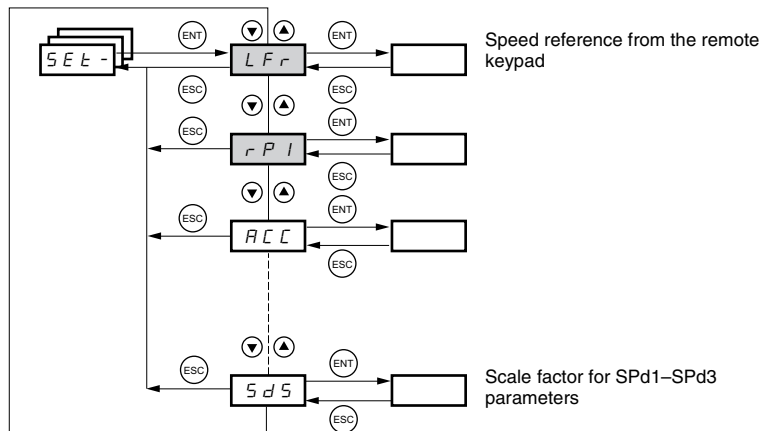 ENT
ENT
SEt-
LFr
Speed reference from the remote
keypad
ESC
ESC
ESC
ENT
rPI
ESC
ESC
ENT
ACC
ESC
ESC
ENT
SdS
Scale factor for SPd1–SPd3
parameters
ESC